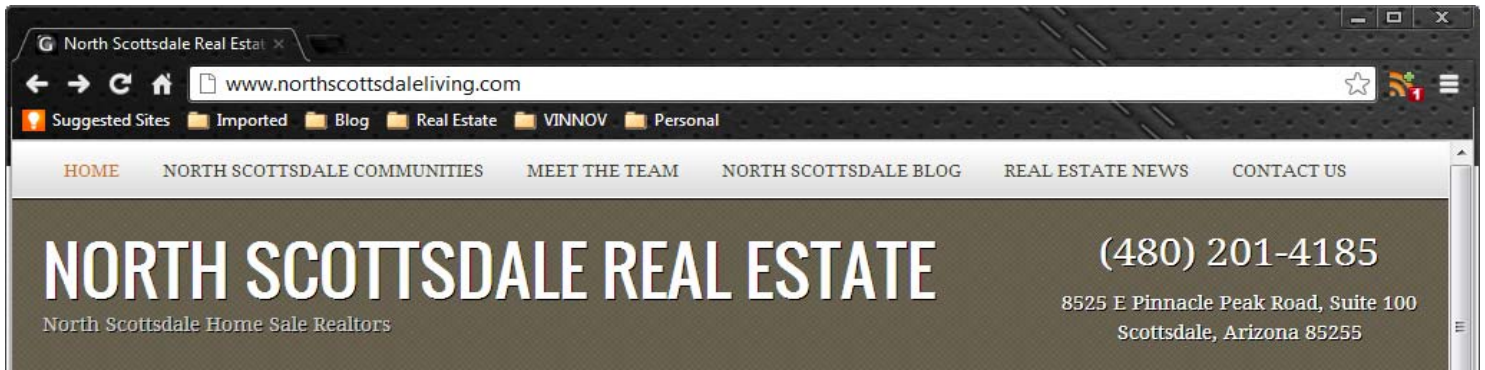 North Scottsdale Real Estat
www.northscottsdaleliving.com
1
Suggested Sites Imported Blog Real Estate VINNOV Personal
HOME NORTH SCOTTSDALE COMMUNITIES MEET THE TEAM NORTH SCOTTSDALE BLOG REAL ESTATE NEWS CONTACT US
NORTH SCOTTSDALE REAL ESTATE
North Scottsdale Home Sale Realtors
(480) 201-4185
8525 E Pinnacle Peak Road, Suite 100
Scottsdale, Arizona 85255